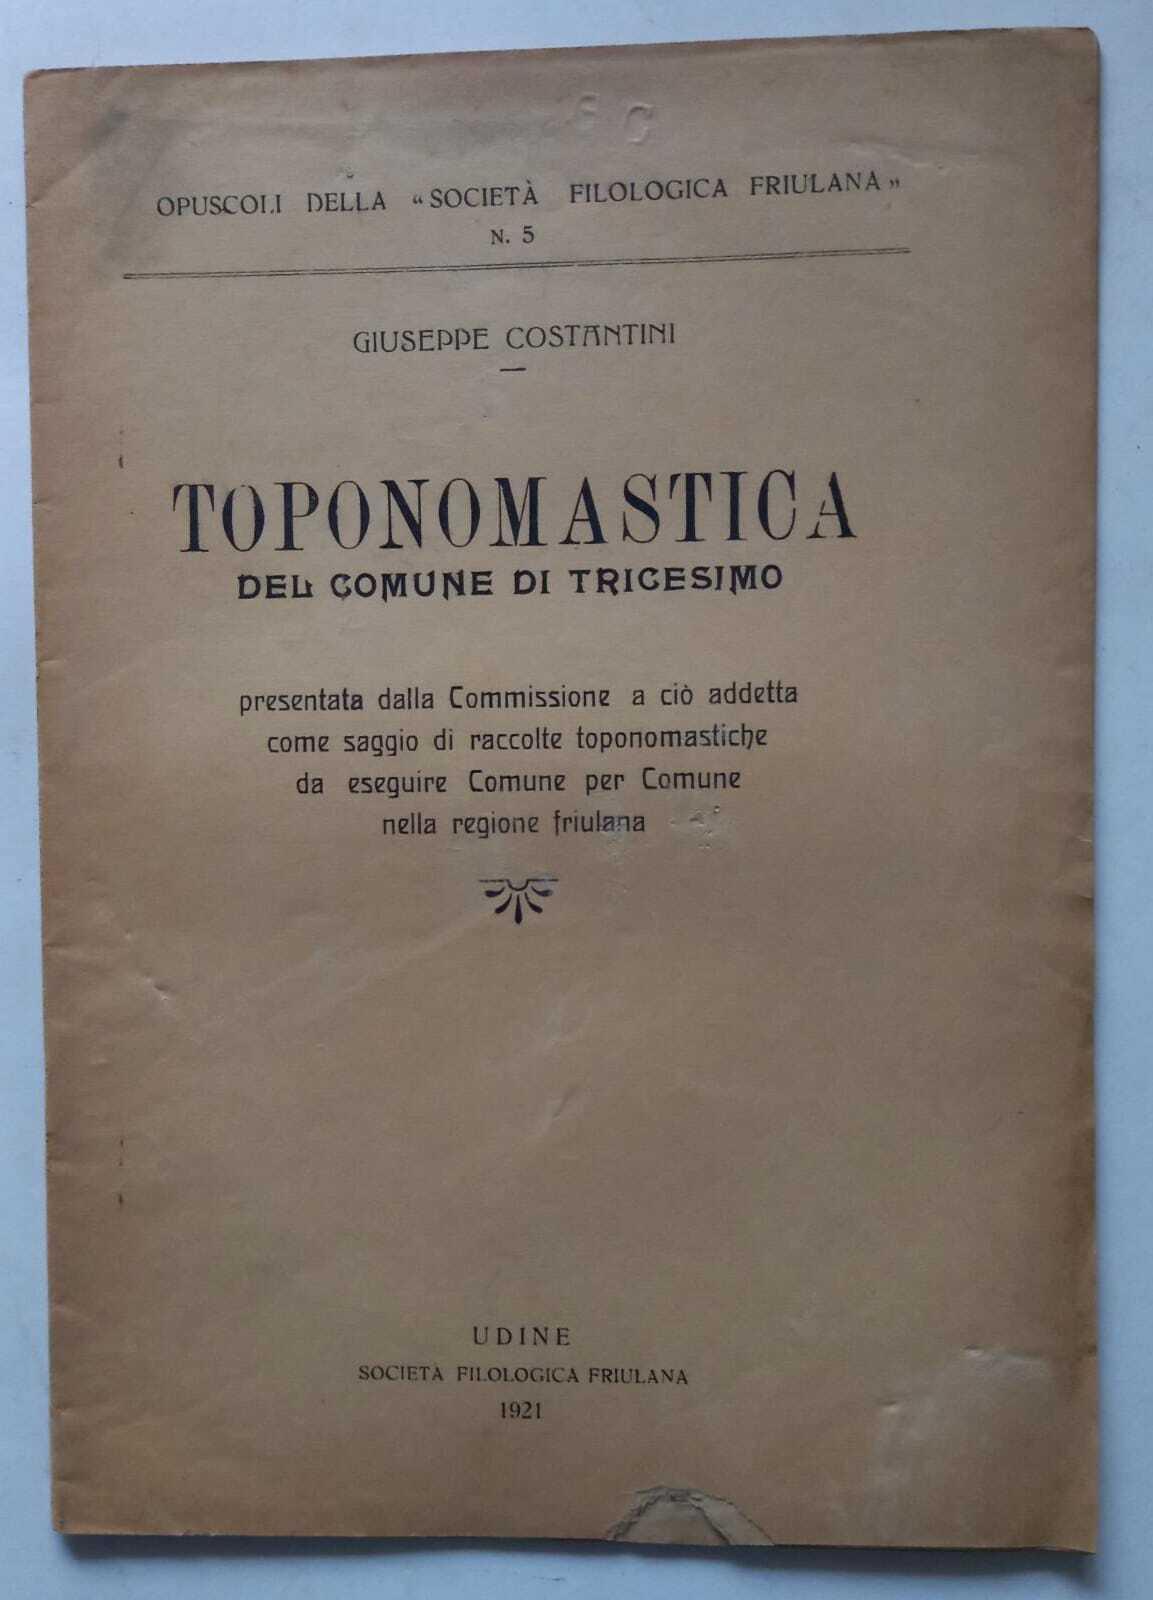 OPUSCOLI DELLA “SOCIETÀ FILOLOGICA FRIULANA„
N. 5
GIUSEPPE COSTANTINI
TOPONOMASTICA
DEL COMUNE DI TRICESIMO
presentata dalla Commissione a ciò addetta
come saggio di raccolte toponomastiche
da eseguire Comune per Comune
nella regione friulana
UDINE
SOCIETÀ FILOLOGICA FRIULANA
1921